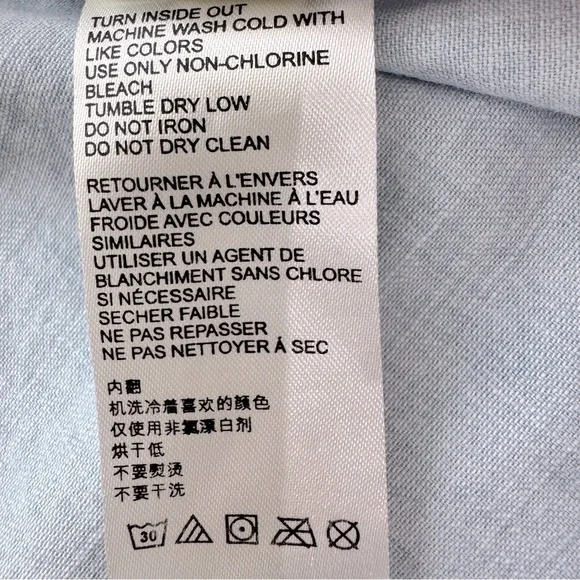 TURN INSIDE OUT
MACHINE WASH COLD WITH
LIKE COLORS
USE ONLY NON-CHLORINE
BLEACH
TUMBLE DRY LOW
DO NOT IRON
DO NOT DRY CLEAN
RETOURNER À L'ENVERS
LAVER À LA MACHINE À L'EAU
FROIDE AVEC COULEURS
SIMILAIRES
UTILISER UN AGENT DE
BLANCHIMENT SANS CHLORE
SI NÉCESSAIRE
SECHER FAIBLE
NE PAS REPASSER
NE PAS NETTOYER À SEC
内翻
机洗冷着喜欢的颜色
仅使用非氯漂白剂
烘干低
不要熨烫
不要干洗
30